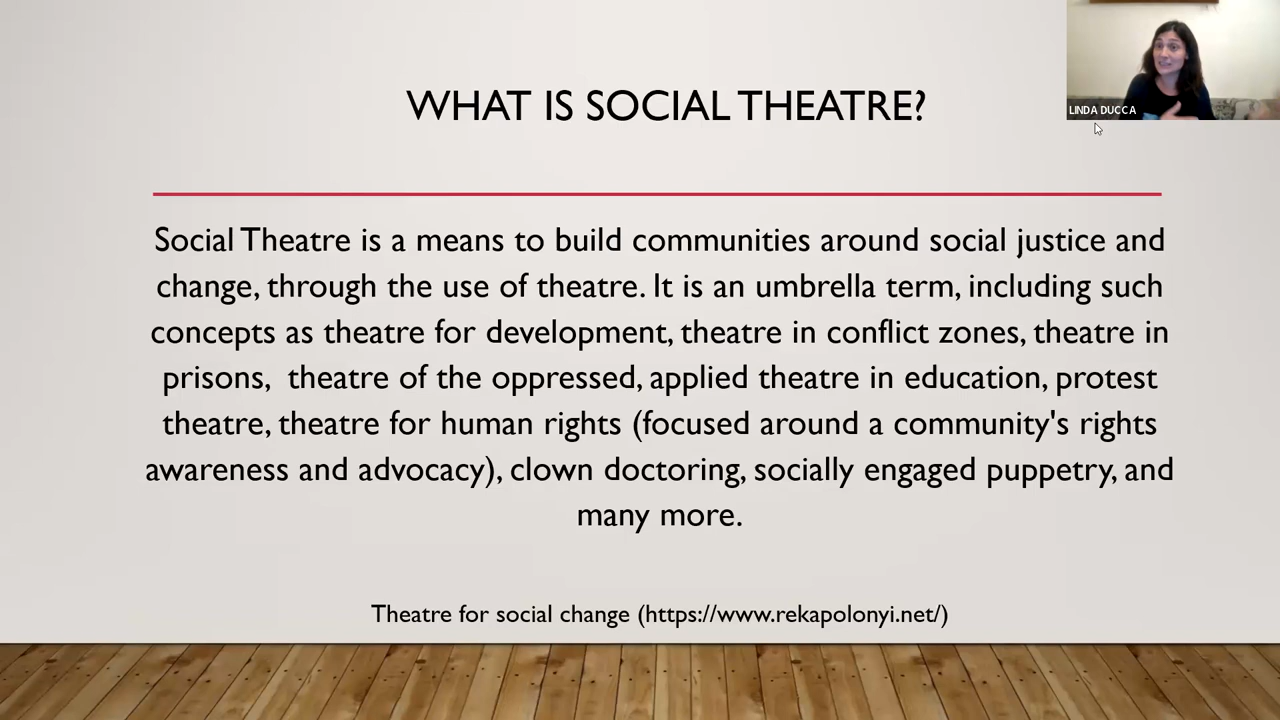 WHAT IS SOCIAL THEATRE?
LINDA DUCCA
Social Theatre is a means to build communities around social justice and
change, through the use of theatre. It is an umbrella term, including such
concepts as theatre for development, theatre in conflict zones, theatre in
prisons,  theatre of the oppressed, applied theatre in education, protest
theatre, theatre for human rights (focused around a community's rights
awareness and advocacy), clown doctoring, socially engaged puppetry, and
many more.
Theatre for social change (https://www.rekapolonyi.net/)